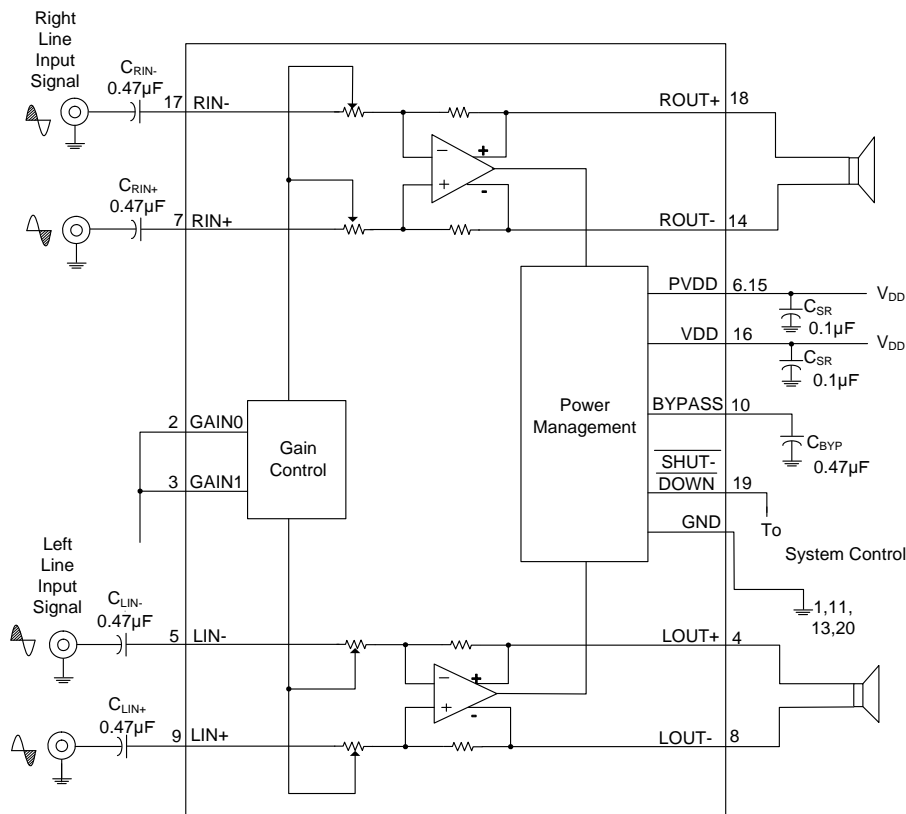 Right
Line
Input
Signal
CRIN-
0.47µF
17 RIN-
ROUT+ 18
CRIN+
0.47µF
7 RIN+
ROUT- 14
PVDD 6.15
VDD
CSR
0.1µF
VDD 16
VDD
CSR
0.1µF
BYPASS 10
CBYP
0.47µF
Power
Management
SHUT-
DOWN 19
To
System Control
GND
1,11,
13,20
2 GAIN0
3 GAIN1
Gain
Control
Left
Line
Input
Signal
CLIN-
0.47µF
5 LIN-
LOUT+ 4
CLIN+
0.47µF
9 LIN+
LOUT- 8
− + + -
− + + -